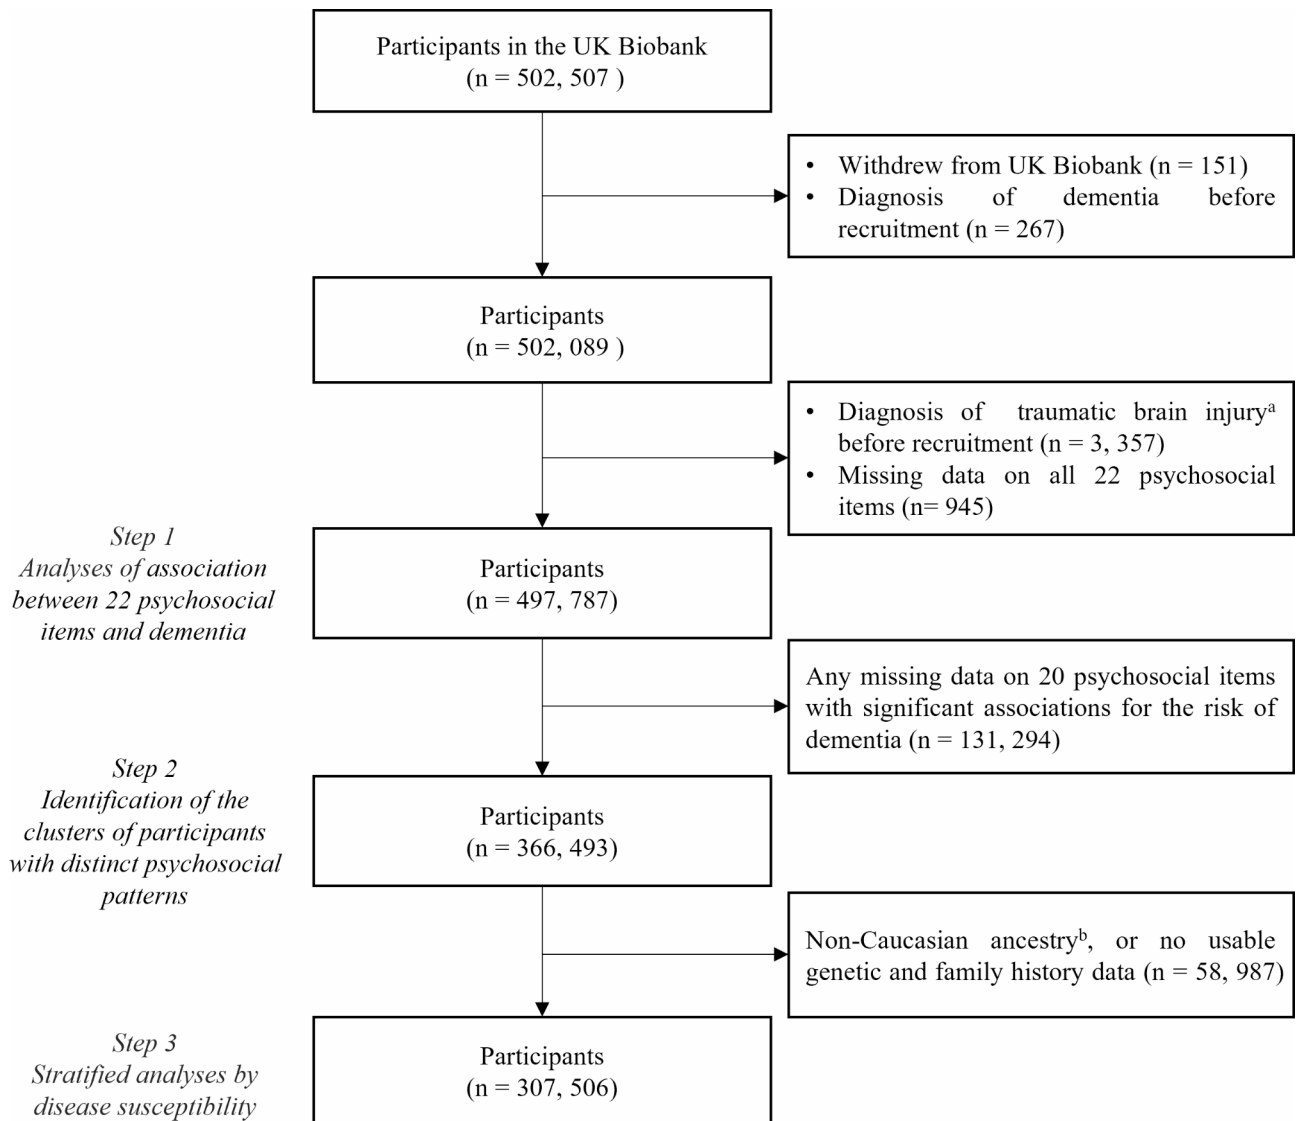 Participants in the UK Biobank
(n = 502, 507 )
• Withdrew from UK Biobank (n = 151)
• Diagnosis of dementia before
recruitment (n = 267)
Participants
(n = 502, 089 )
• Diagnosis of traumatic brain injuryᵃ
before recruitment (n = 3, 357)
• Missing data on all 22 psychosocial
items (n= 945)
Step 1
Analyses of association
between 22 psychosocial
items and dementia
Participants
(n = 497, 787)
Any missing data on 20 psychosocial items
with significant associations for the risk of
dementia (n = 131, 294)
Step 2
Identification of the
clusters of participants
with distinct psychosocial
patterns
Participants
(n = 366, 493)
Non-Caucasian ancestryᵇ, or no usable
genetic and family history data (n = 58, 987)
Step 3
Stratified analyses by
disease susceptibility
Participants
(n = 307, 506)